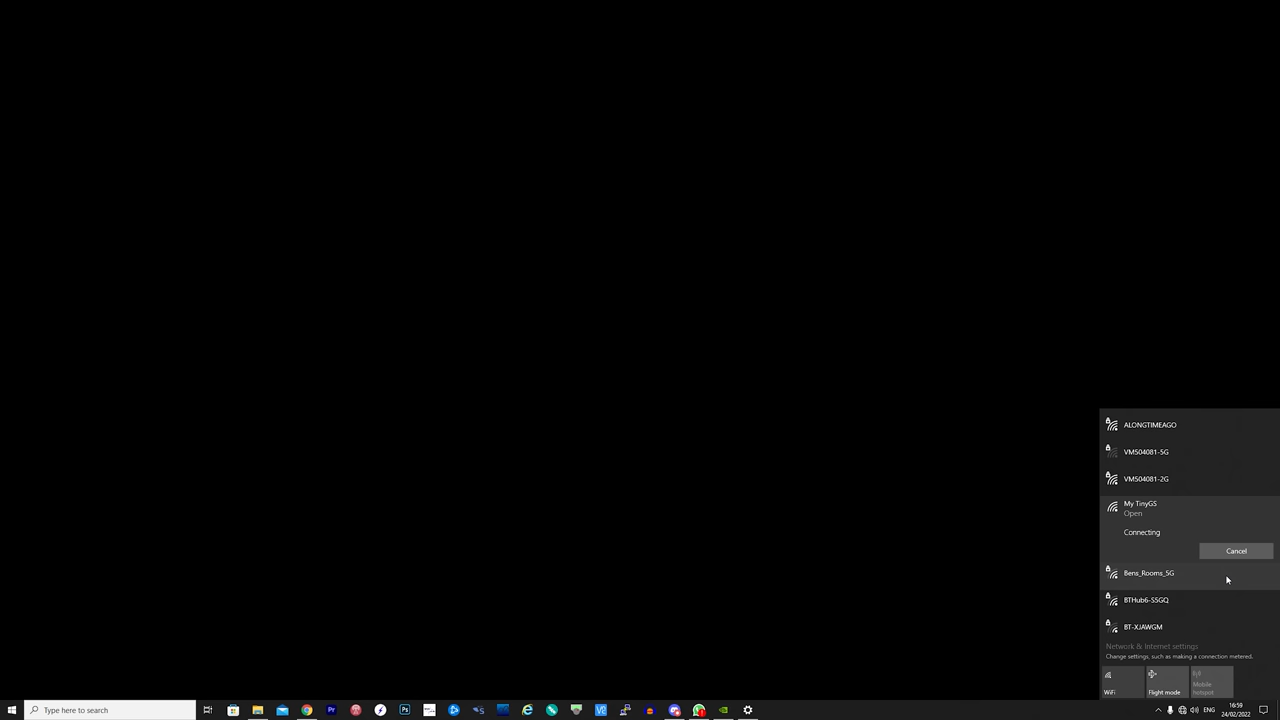 ALONGTIMEAGO
VM504081-5G
VM504081-2G
My TinyGS
Open
Connecting
Cancel
Bens_Rooms_5G
BTHub6-S5GQ
BT-XJAWGM
Network & Internet settings
Change settings, such as making a connection metered.
WiFi
Flight mode
Mobile
hotspot
Type here to search
ENG
16:59
24/02/2022